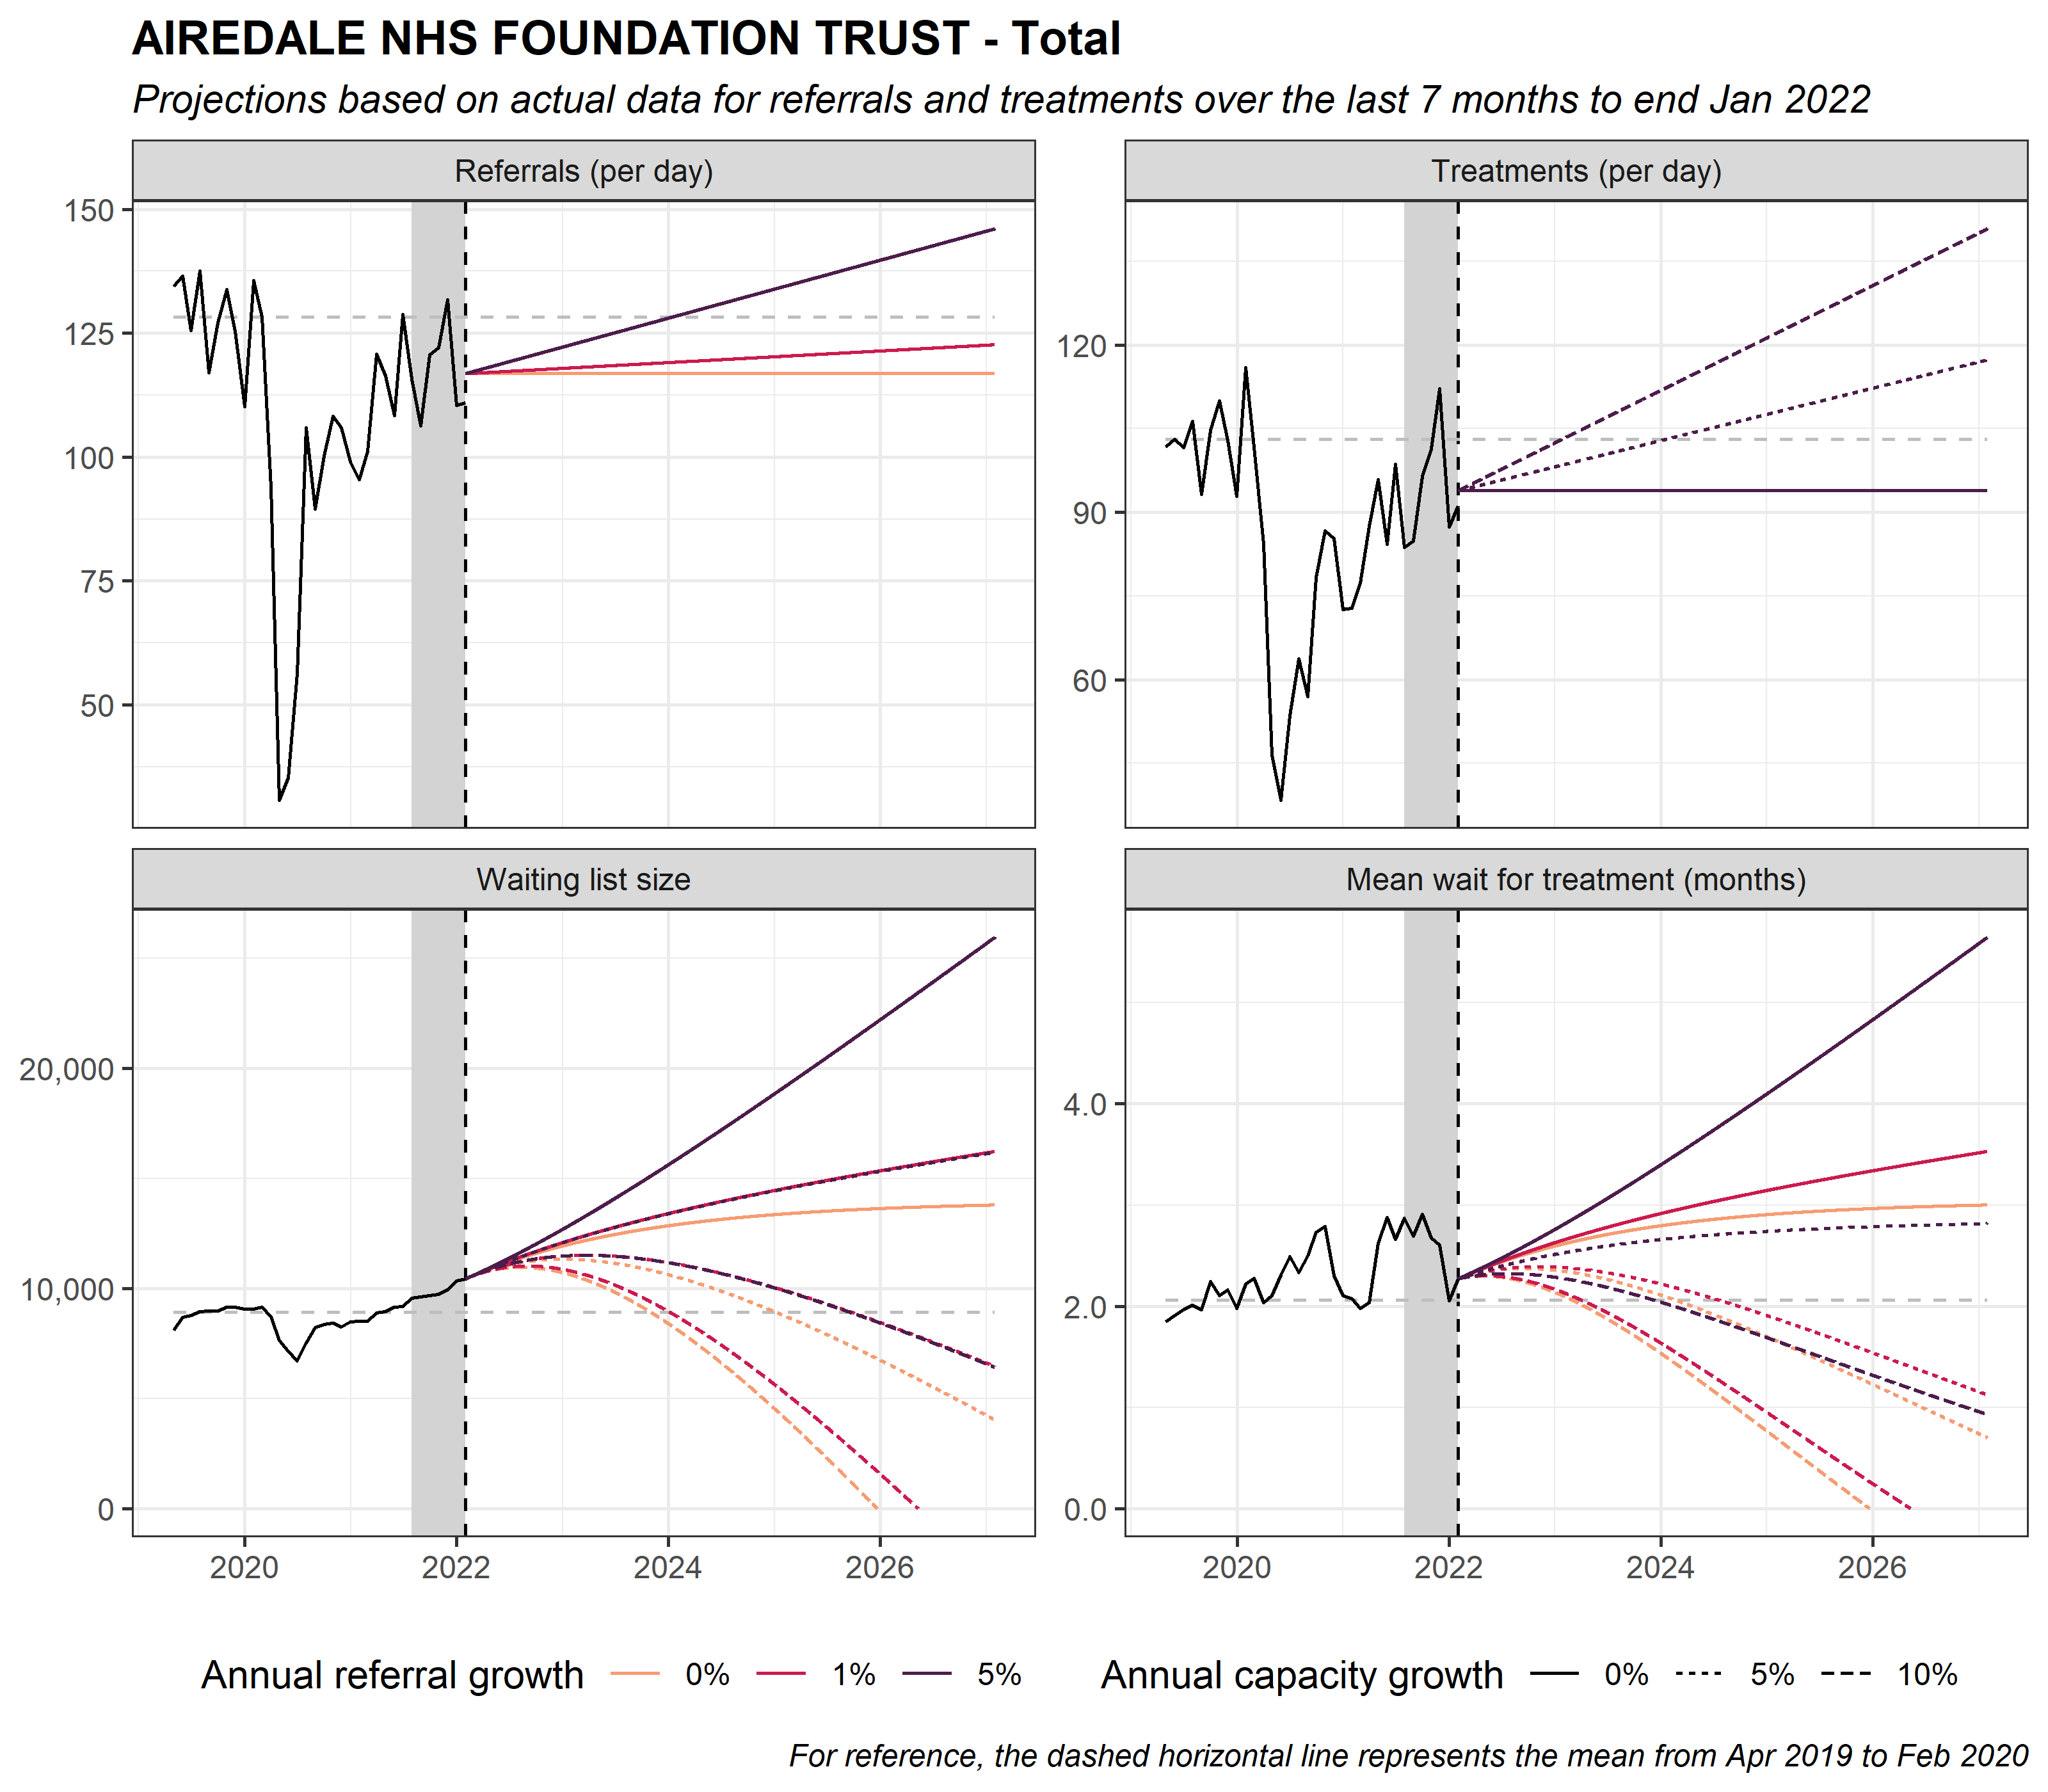 AIREDALE NHS FOUNDATION TRUST - Total
Projections based on actual data for referrals and treatments over the last 7 months to end Jan 2022
Referrals (per day)
150
125
100
75
50
Treatments (per day)
120
90
60
Waiting list size
20,000
10,000
0
2020 2022 2024 2026
Mean wait for treatment (months)
4.0
2.0
0.0
2020 2022 2024 2026
Annual referral growth 0% 1% 5%
Annual capacity growth 0% 5% 10%
For reference, the dashed horizontal line represents the mean from Apr 2019 to Feb 2020